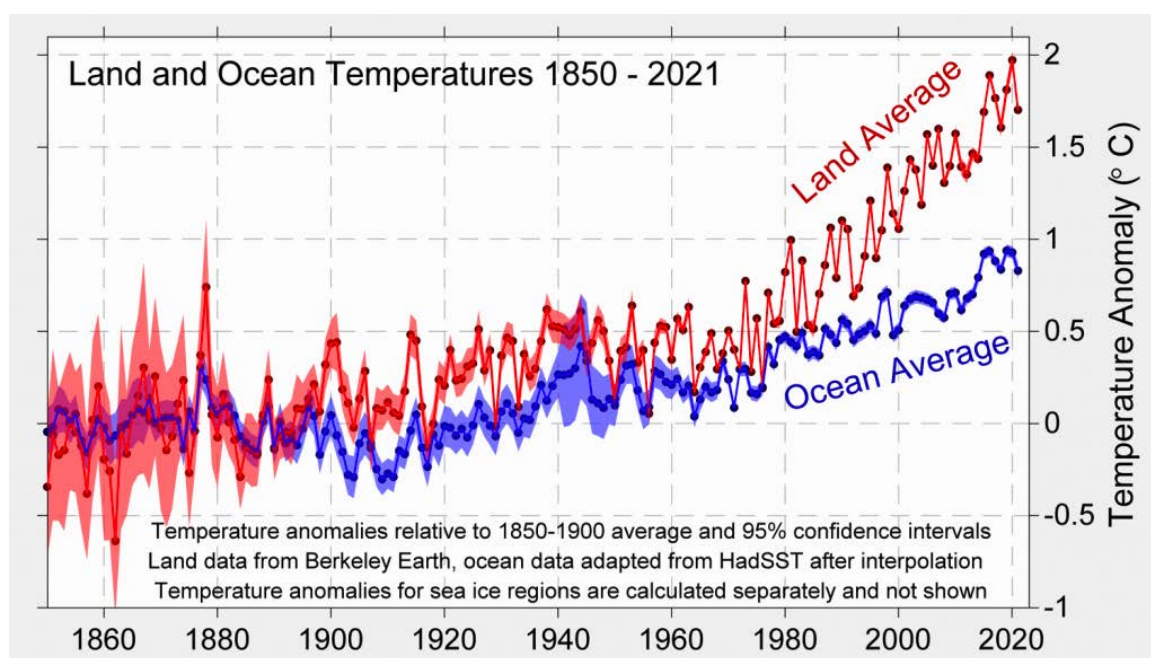 Land and Ocean Temperatures 1850 - 2021
Land Average
Ocean Average
2
1.5
1
0.5
0
-0.5
-1
Temperature Anomaly (° C)
Temperature anomalies relative to 1850-1900 average and 95% confidence intervals
Land data from Berkeley Earth, ocean data adapted from HadSST after interpolation
Temperature anomalies for sea ice regions are calculated separately and not shown
1860 1880 1900 1920 1940 1960 1980 2000 2020